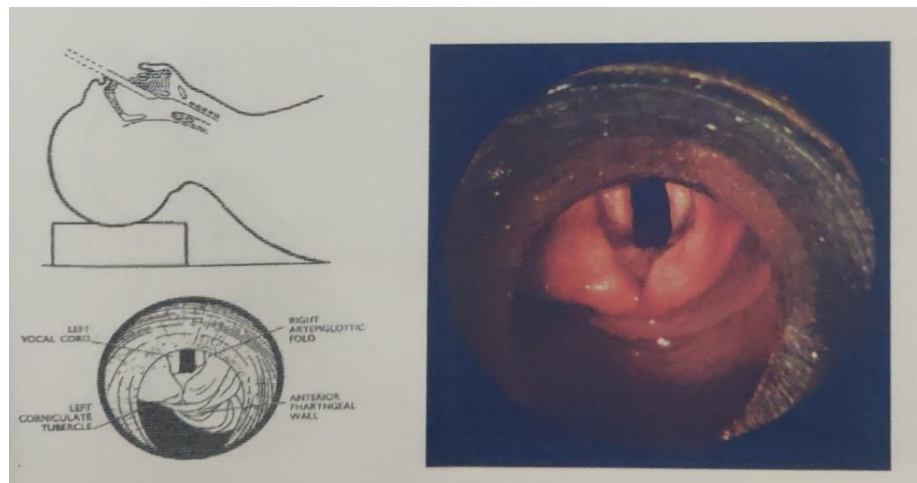 LEFT
VOCAL CORD
RIGHT
ARYEPIGLOTTIC
FOLD
LEFT
CORNICULATE
TUBERCLE
ANTERIOR
PHARYNGEAL
WALL